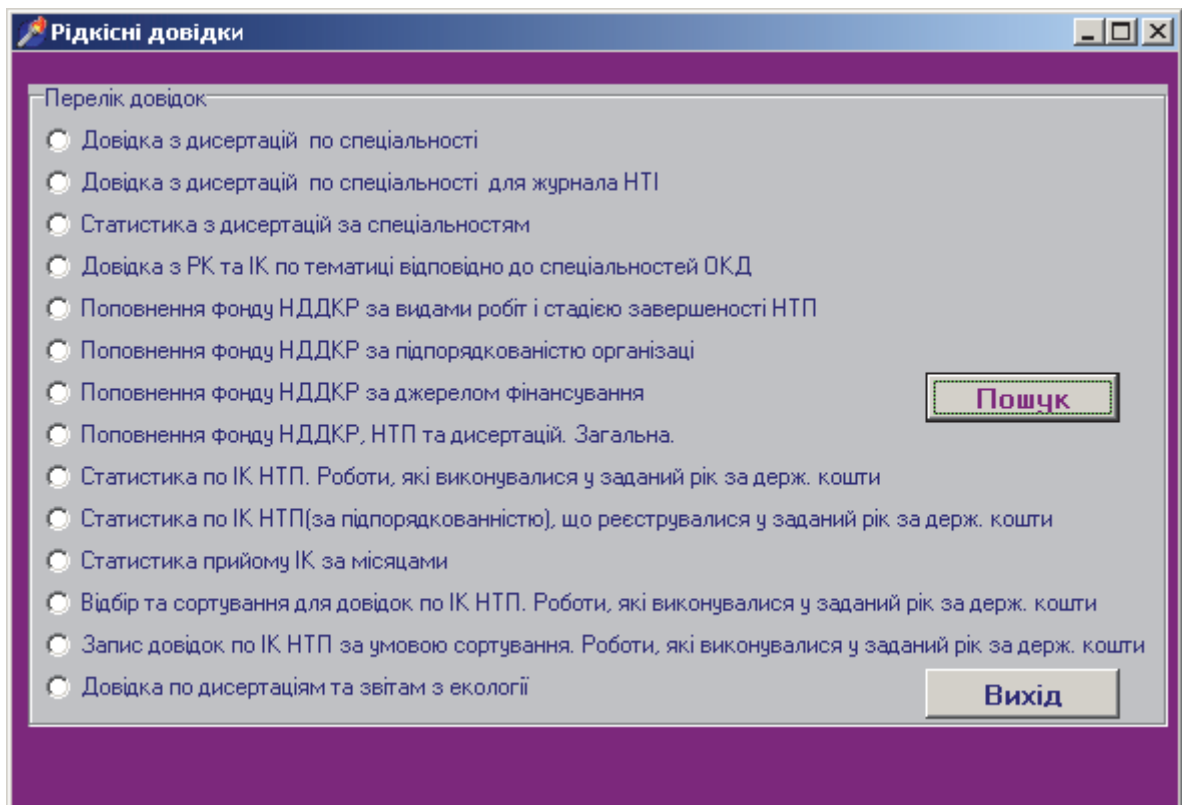 Рідкісні довідки
Перелік довідок
Довідка з дисертацій по спеціальності
Довідка з дисертацій по спеціальності для журнала НТІ
Статистика з дисертацій за спеціальностям
Довідка з РК та ІК по тематиці відповідно до спеціальностей ОКД
Поповнення фонду НДДКР за видами робіт і стадією завершеності НТП
Поповнення фонду НДДКР за підпорядкованістю організаці
Поповнення фонду НДДКР за джерелом фінансування
Пошук
Поповнення фонду НДДКР, НТП та дисертацій. Загальна.
Статистика по ІК НТП. Роботи, які виконувалися у заданий рік за держ. кошти
Статистика по ІК НТП(за підпорядкованністю), що реєструвалися у заданий рік за держ. кошти
Статистика прийому ІК за місяцами
Відбір та сортування для довідок по ІК НТП. Роботи, які виконувалися у заданий рік за держ. кошти
Запис довідок по ІК НТП за умовою сортування. Роботи, які виконувалися у заданий рік за держ. кошти
Довідка по дисертаціям та звітам з екології
Вихід